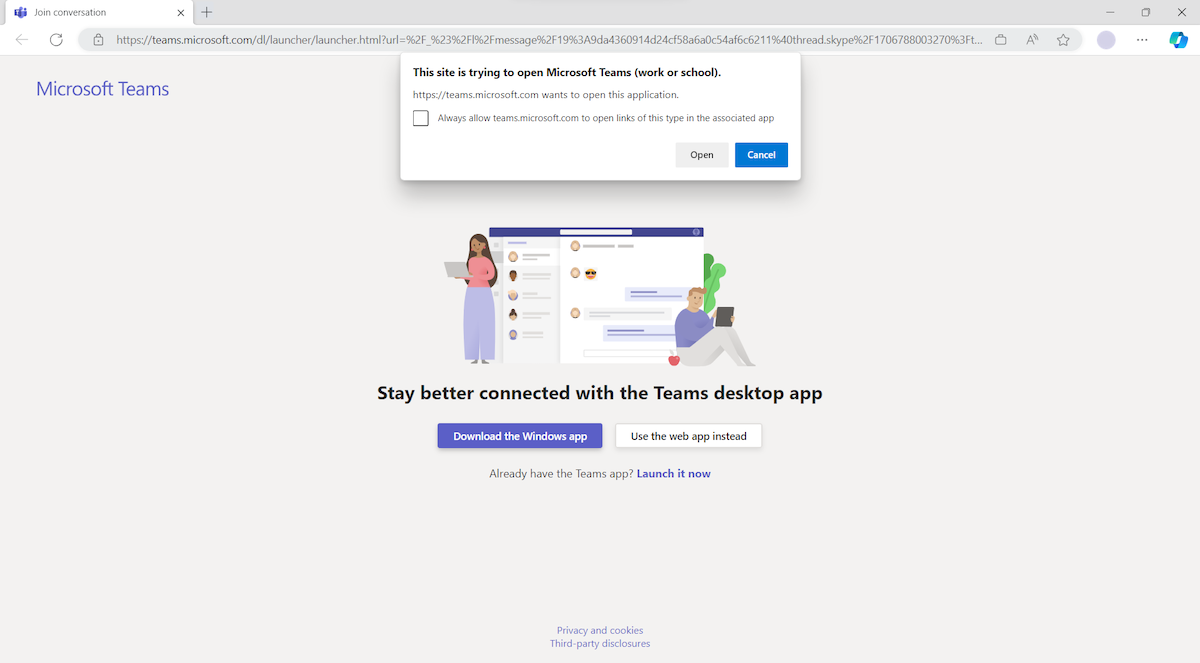 Join conversation
https://teams.microsoft.com/dl/launcher/launcher.html?url=%2F_%23%2Fl%2Fmessage%2F19%3A9da4360914d24cf58a6a0c54af6c6211%40thread.skype%2F1706788003270%3Ft...
This site is trying to open Microsoft Teams (work or school).
https://teams.microsoft.com wants to open this application.
Always allow teams.microsoft.com to open links of this type in the associated app
Open Cancel
Microsoft Teams
Stay better connected with the Teams desktop app
Download the Windows app Use the web app instead
Already have the Teams app? Launch it now
Privacy and cookies
Third-party disclosures